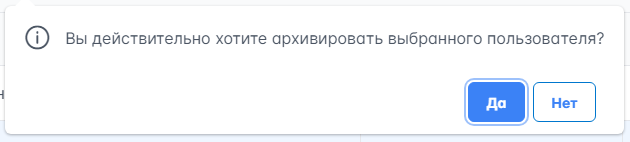 Вы действительно хотите архивировать выбранного пользователя?
Да
Нет